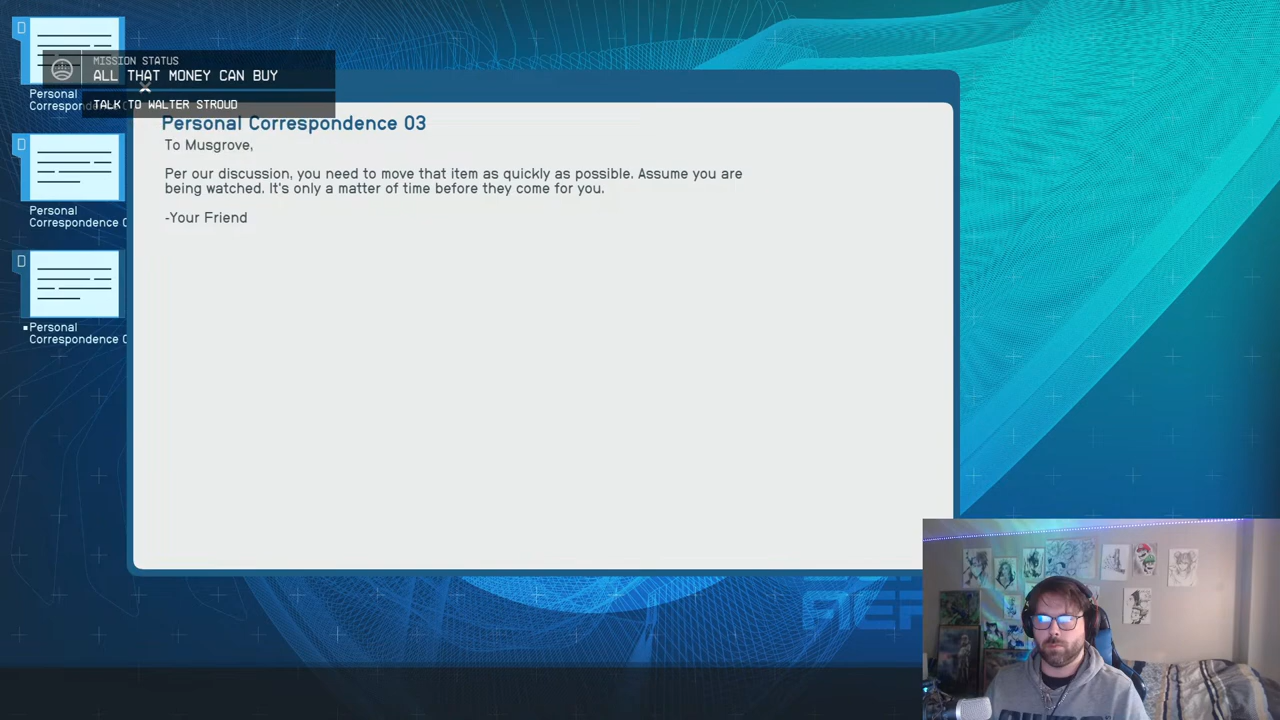 MISSION STATUS
ALL THAT MONEY CAN BUY
TALK TO WALTER STROUD
Personal
Correspond
Personal
Correspondence
Personal
Correspondence
Personal Correspondence 03
To Musgrove,
Per our discussion, you need to move that item as quickly as possible. Assume you are
being watched. It's only a matter of time before they come for you.
-Your Friend